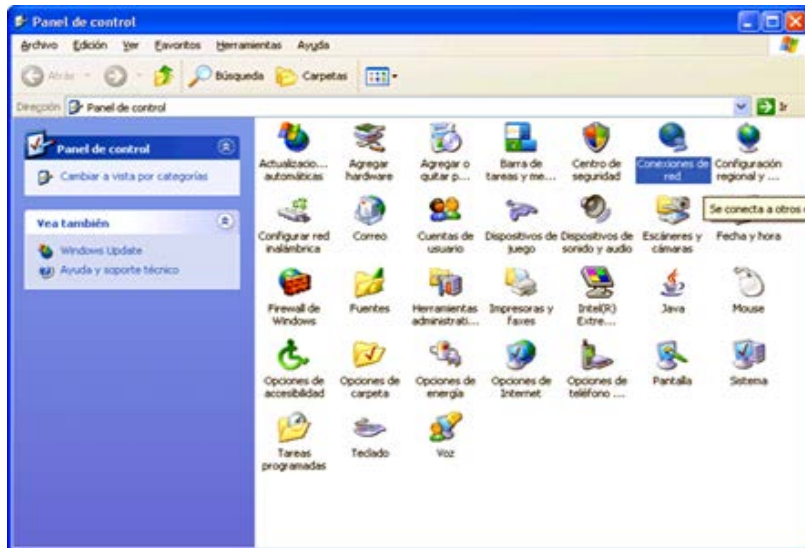 Panel de control
Archivo Edición Ver Favoritos Herramientas Ayuda
Atrás Búsqueda Carpetas
Dirección Panel de control Ir
Panel de control
Cambiar a vista por categorías
Vea también
Windows Update
Ayuda y soporte técnico
Actualizacio...
automáticas
Agregar
hardware
Agregar o
quitar p...
Barra de
tareas y me...
Centro de
seguridad
Conexiones de
red
Configuración
regional y ...
Se conecta a otros
Configurar red
inalámbrica
Correo
Cuentas de
usuario
Dispositivos de
juego
Dispositivos de
sonido y audio
Escáneres y
cámaras
Fecha y hora
Firewall de
Windows
Fuentes
Herramientas
administrati...
Impresoras y
faxes
Intel(R)
Extre...
Java
Mouse
Opciones de
accesibilidad
Opciones de
carpeta
Opciones de
energía
Opciones de
Internet
Opciones de
teléfono ...
Pantalla
Sistema
Tareas
programadas
Teclado
Voz